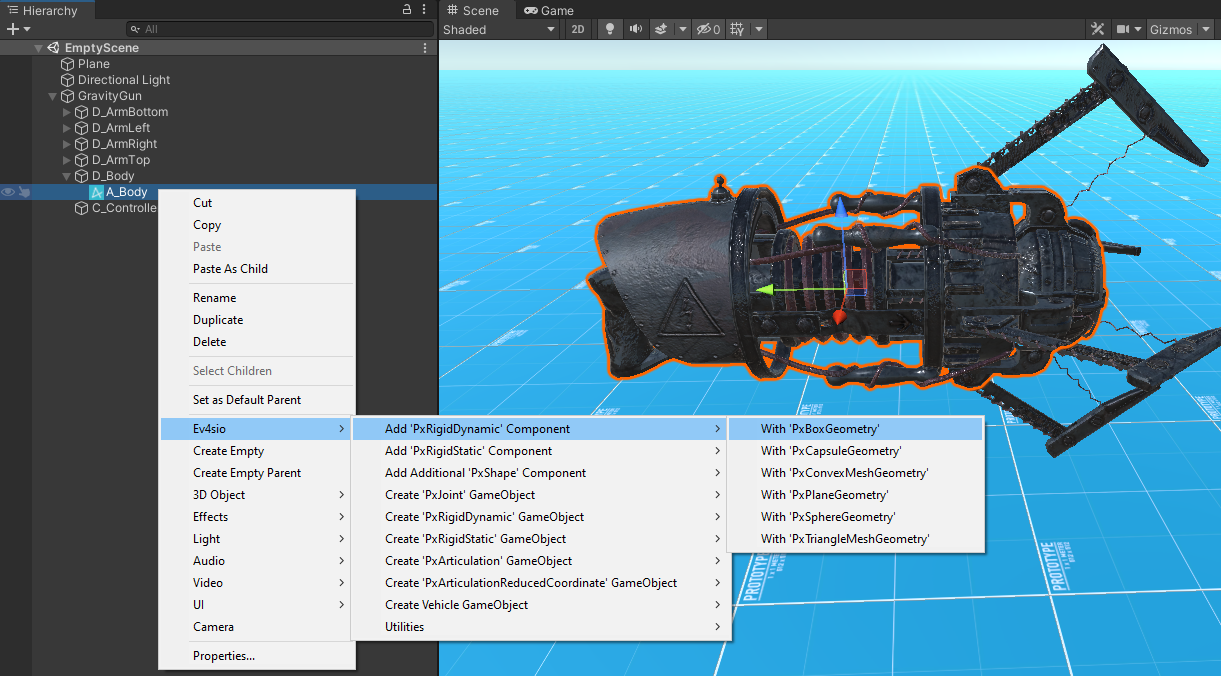 Hierarchy
All
EmptyScene
Plane
Directional Light
GravityGun
D_ArmBottom
D_ArmLeft
D_ArmRight
D_ArmTop
D_Body
A_Body
C_Controlle
Cut
Copy
Paste
Paste As Child
Rename
Duplicate
Delete
Select Children
Set as Default Parent
Ev4sio
Create Empty
Create Empty Parent
3D Object
Effects
Light
Audio
Video
UI
Camera
Properties...
Add 'PxRigidDynamic' Component
Add 'PxRigidStatic' Component
Add Additional 'PxShape' Component
Create 'PxJoint' GameObject
Create 'PxRigidDynamic' GameObject
Create 'PxRigidStatic' GameObject
Create 'PxArticulation' GameObject
Create 'PxArticulationReducedCoordinate' GameObject
Create Vehicle GameObject
Utilities
With 'PxBoxGeometry'
With 'PxCapsuleGeometry'
With 'PxConvexMeshGeometry'
With 'PxPlaneGeometry'
With 'PxSphereGeometry'
With 'PxTriangleMeshGeometry'
Scene
Game
Shaded
2D
0
Gizmos
PROTOTYPE
PROTOTYPE